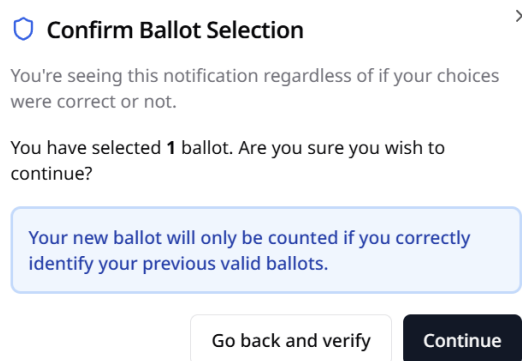 Confirm Ballot Selection
You're seeing this notification regardless of if your choices
were correct or not.
You have selected 1 ballot. Are you sure you wish to
continue?
Your new ballot will only be counted if you correctly
identify your previous valid ballots.
Go back and verify
Continue